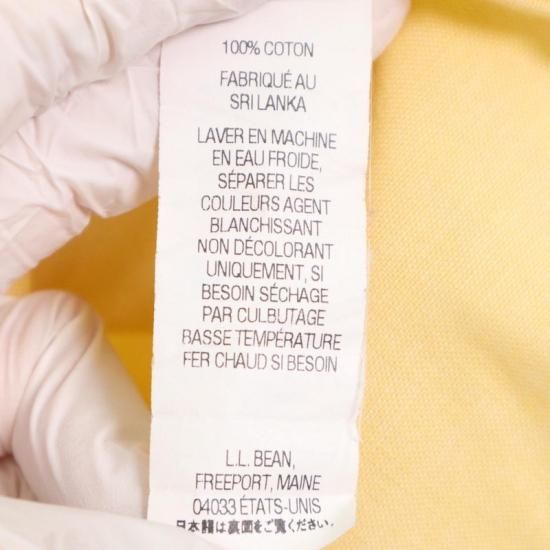 100% COTON
FABRIQUÉ AU
SRI LANKA
LAVER EN MACHINE
EN EAU FROIDE,
SÉPARER LES
COULEURS AGENT
BLANCHISSANT
NON DÉCOLORANT
UNIQUEMENT, SI
BESOIN SÉCHAGE
PAR CULBUTAGE
BASSE TEMPÉRATURE
FER CHAUD SI BESOIN
L.L. BEAN,
FREEPORT, MAINE
04033 ÉTATS-UNIS
日本語は裏面をご覧ください。